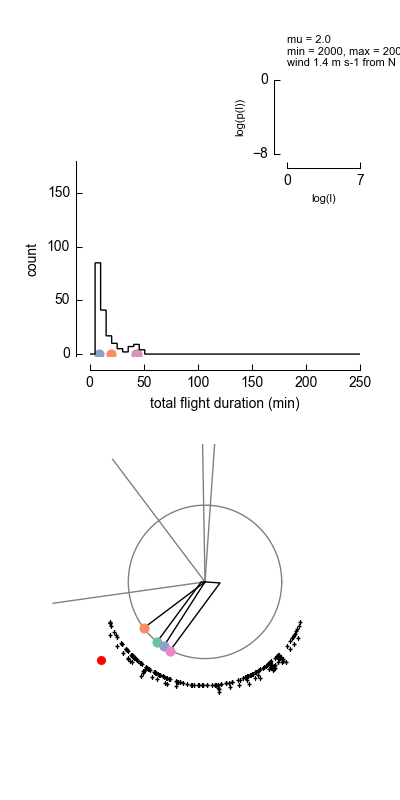 mu = 2.0
min = 2000, max = 200
wind 1.4 m s-1 from N
0
log(p(l))
−8
0 7
log(l)
150
100
50
0
count
0 50 100 150 200 250
total flight duration (min)